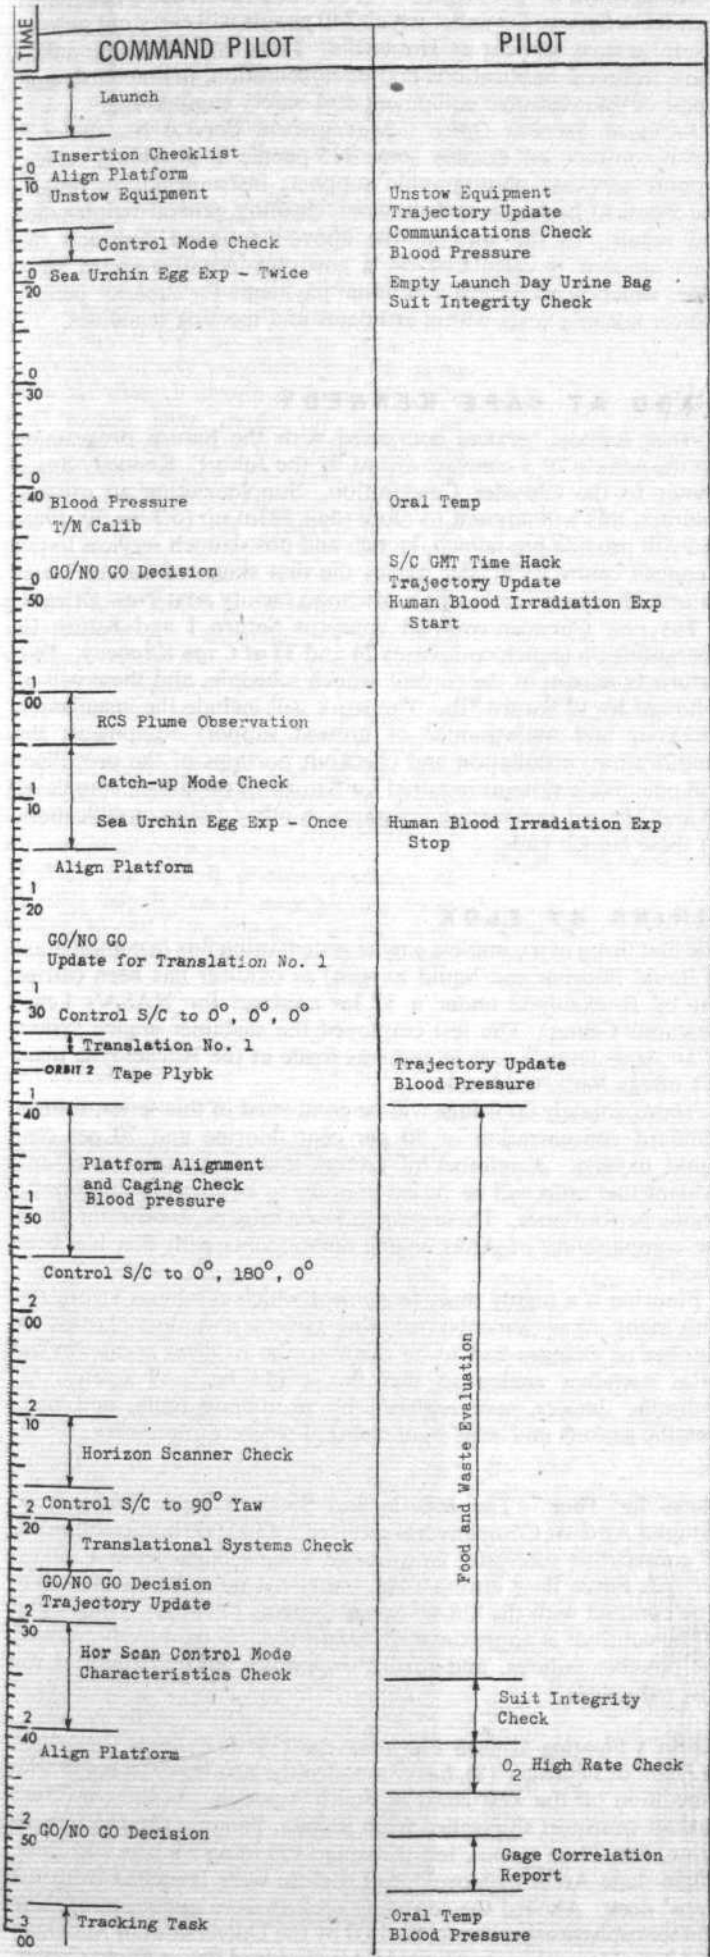 TIME
COMMAND PILOT
PILOT
Launch
Insertion Checklist
0
10
Align Platform
Unstow Equipment
Unstow Equipment
Trajectory Update
Communications Check
Control Mode Check
Blood Pressure
0
20
Sea Urchin Egg Exp - Twice
Empty Launch Day Urine Bag
Suit Integrity Check
0
30
0
40
Blood Pressure
Oral Temp
T/M Calib
S/C GMT Time Hack
GO/NO GO Decision
Trajectory Update
0
50
Human Blood Irradiation Exp
Start
1
00
RCS Plume Observation
Catch-up Mode Check
1
10
Sea Urchin Egg Exp - Once
Human Blood Irradiation Exp
Stop
Align Platform
1
20
GO/NO GO
Update for Translation No. 1
1
30
Control S/C to 0°, 0°, 0°
Translation No. 1
ORBIT 2
Tape Plybk
Trajectory Update
Blood Pressure
1
40
Platform Alignment
and Caging Check
Blood pressure
1
50
Control S/C to 0°, 180°, 0°
2
00
Food and Waste Evaluation
2
10
Horizon Scanner Check
2
20
Control S/C to 90° Yaw
Translational Systems Check
GO/NO GO Decision
Trajectory Update
2
30
Hor Scan Control Mode
Characteristics Check
Suit Integrity
Check
2
40
Align Platform
O2 High Rate Check
2
50
GO/NO GO Decision
Gage Correlation
Report
3
00
Tracking Task
Oral Temp
Blood Pressure